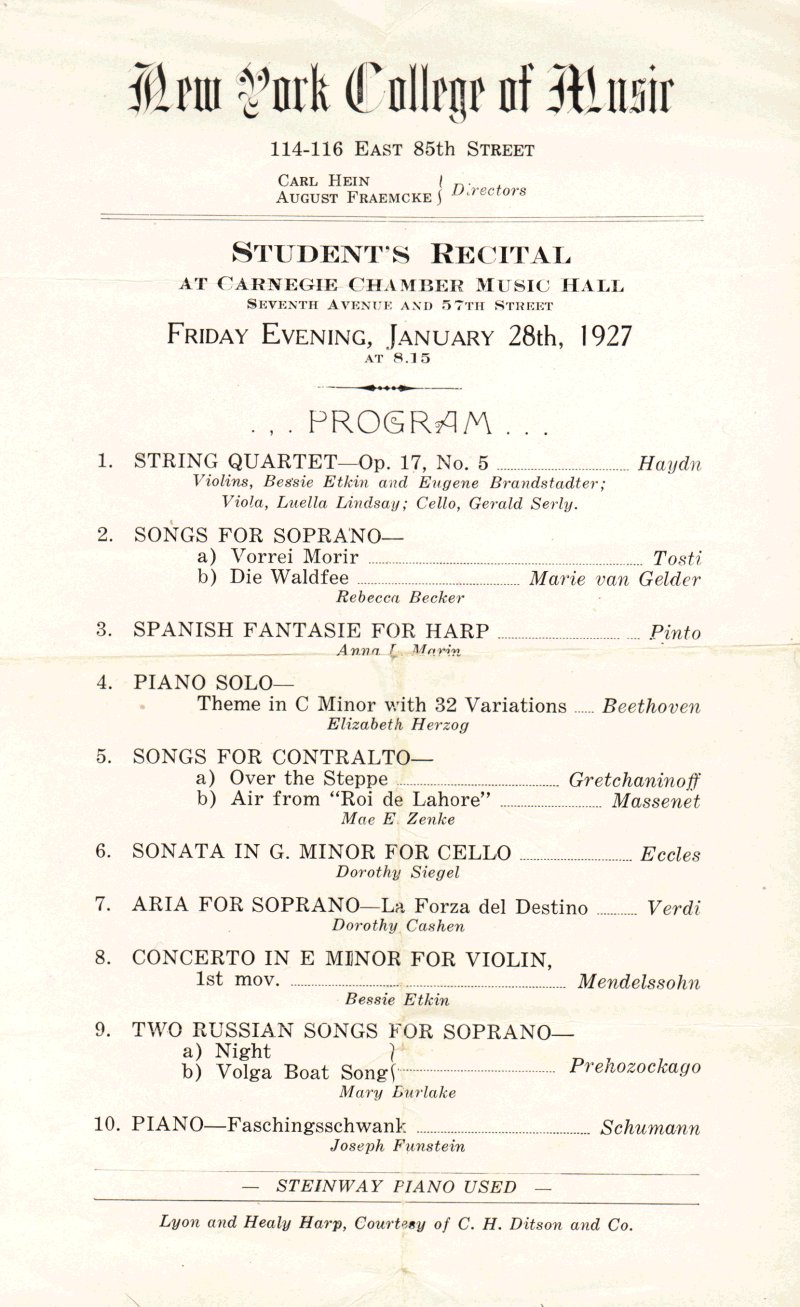 New York College of Music
114-116 EAST 85th STREET
CARL HEIN
AUGUST FRAEMCKE } Directors
STUDENT'S RECITAL
AT CARNEGIE CHAMBER MUSIC HALL
SEVENTH AVENUE AND 57TH STREET
FRIDAY EVENING, JANUARY 28th, 1927
AT 8.15
. , . PROGRAM . . .
1. STRING QUARTET—Op. 17, No. 5 ........ Haydn
Violins, Bessie Etkin and Eugene Brandstadter;
Viola, Luella Lindsay; Cello, Gerald Serly.
2. SONGS FOR SOPRANO—
a) Vorrei Morir ........ Tosti
b) Die Waldfee ........ Marie van Gelder
Rebecca Becker
3. SPANISH FANTASIE FOR HARP ........ Pinto
Anna L. Marin
4. PIANO SOLO—
Theme in C Minor with 32 Variations ..... Beethoven
Elizabeth Herzog
5. SONGS FOR CONTRALTO—
a) Over the Steppe ........ Gretchaninoff
b) Air from “Roi de Lahore” ........ Massenet
Mae E. Zenke
6. SONATA IN G. MINOR FOR CELLO ........ Eccles
Dorothy Siegel
7. ARIA FOR SOPRANO—La Forza del Destino ........ Verdi
Dorothy Cashen
8. CONCERTO IN E MINOR FOR VIOLIN,
1st mov. ........ Mendelssohn
Bessie Etkin
9. TWO RUSSIAN SONGS FOR SOPRANO—
a) Night
b) Volga Boat Song } ........ Prehozockago
Mary Burlake
10. PIANO—Faschingsschwank ........ Schumann
Joseph Funstein
— STEINWAY PIANO USED —
Lyon and Healy Harp, Courtesy of C. H. Ditson and Co.